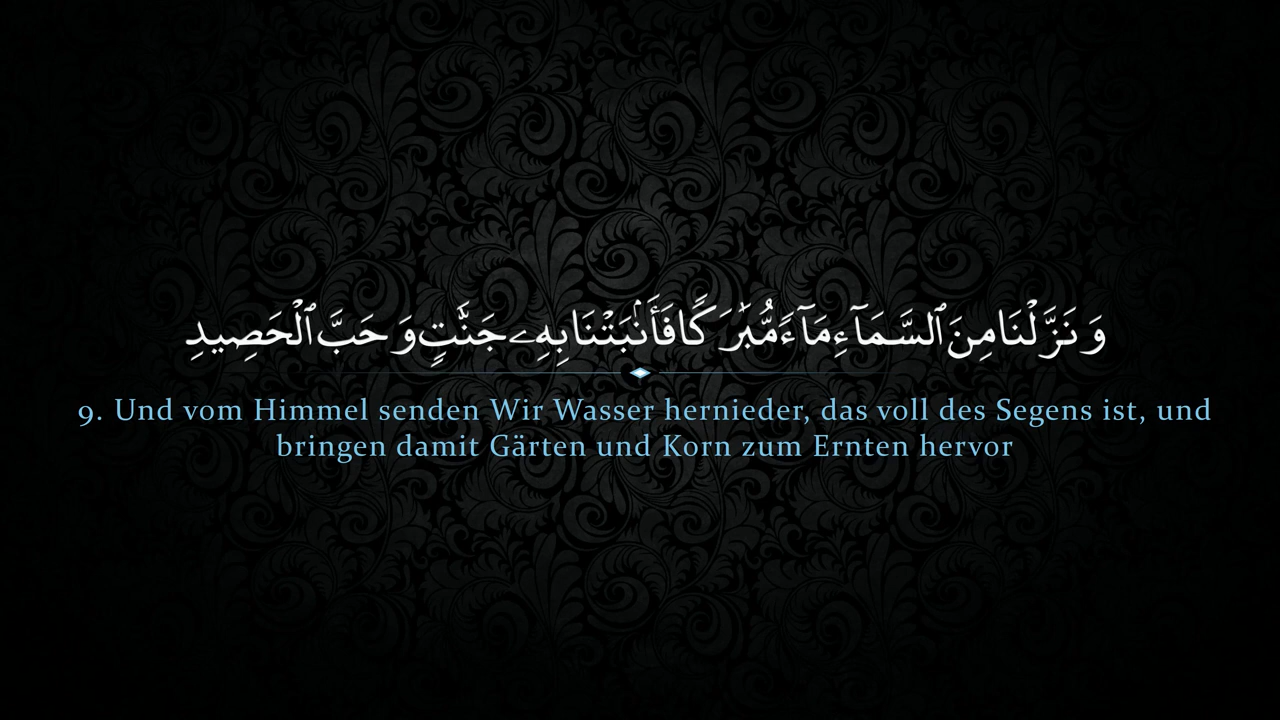 وَنَزَّلْنَا مِنَ ٱلسَّمَآءِ مَآءً مُّبَٰرَكًا فَأَنۢبَتْنَا بِهِۦ جَنَّٰتٍ وَحَبَّ ٱلْحَصِيدِ
9. Und vom Himmel senden Wir Wasser hernieder, das voll des Segens ist, und
bringen damit Gärten und Korn zum Ernten hervor